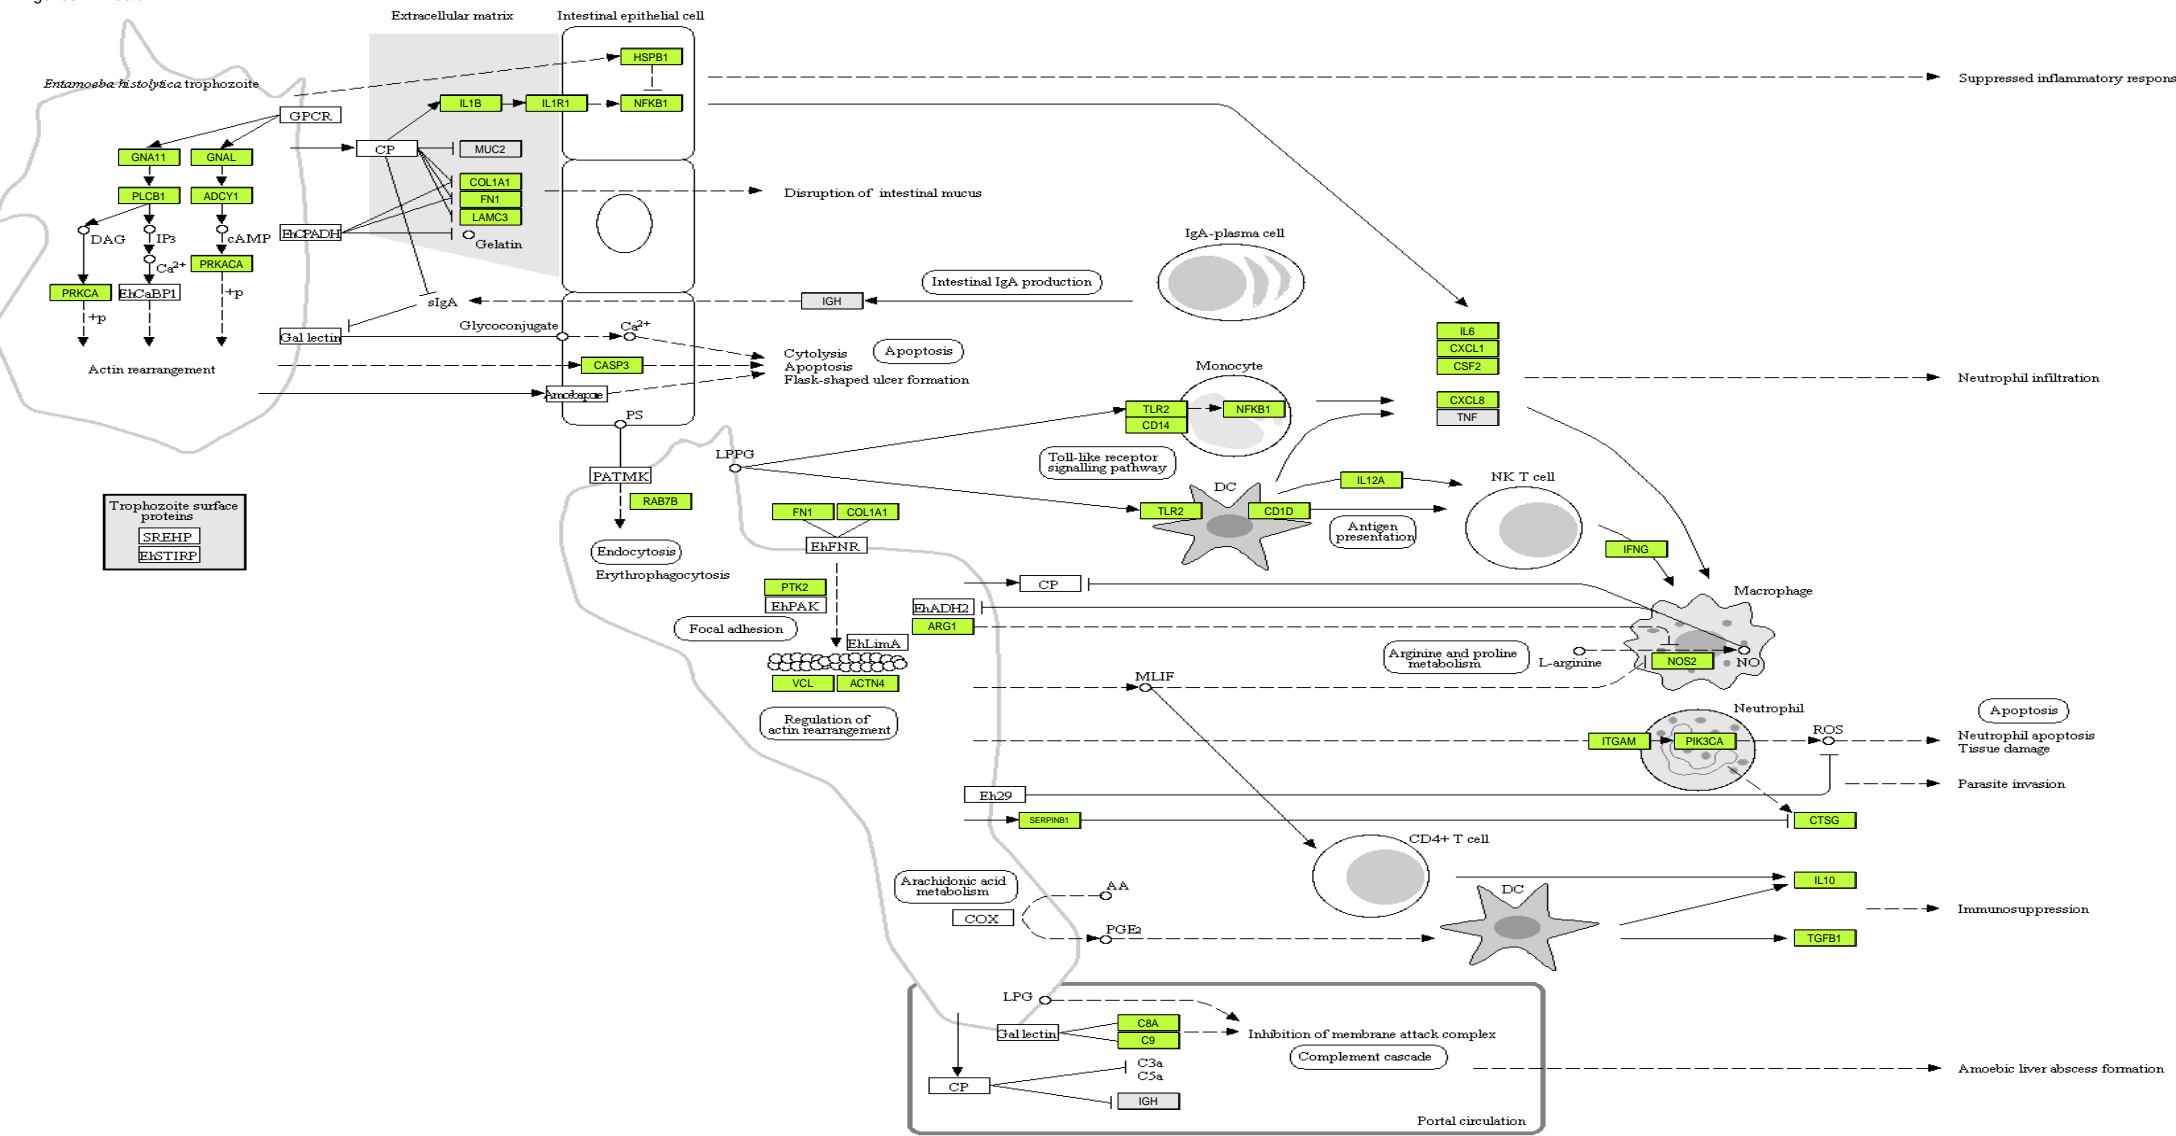 Extracellular matrix
Intestinal epithelial cell
HSPB1
Entamoeba histolytica trophozoite
Suppressed inflammatory respons
IL1B
IL1R1
NFKB1
GPCR
CP
MUC2
GNA11
GNAL
COL1A1
FN1
LAMC3
Disruption of intestinal mucus
PLCB1
ADCY1
EhCPADH
Gelatin
DAG
IP3
cAMP
IgA-plasma cell
Ca2+
PRKACA
PRKCA
EhCaBP1
+p
+p
Intestinal IgA production
sIgA
IGH
Glycoconjugate
Ca2+
Gal lectin
IL6
CXCL1
CSF2
Cytolysis
Apoptosis
Flask-shaped ulcer formation
Apoptosis
CASP3
Actin rearrangement
Monocyte
Neutrophil infiltration
Amoebapore
CXCL8
TNF
TLR2
CD14
NFKB1
PS
LPPG
Toll-like receptor
signalling pathway
PATMK
RAB7B
IL12A
NK T cell
DC
Trophozoite surface
proteins
SREHP
EhSTIRP
FN1
COL1A1
TLR2
CD1D
Antigen
presentation
EhFNR
Endocytosis
IFNG
Erythrophagocytosis
PTK2
EhPAK
CP
Macrophage
EhADH2
ARG1
Focal adhesion
EhLimA
Arginine and proline
metabolism
L-arginine
NOS2
NO
VCL
ACTN4
MLIF
Regulation of
actin rearrangement
Neutrophil
Apoptosis
ITGAM
PIK3CA
ROS
Neutrophil apoptosis
Tissue damage
Parasite invasion
Eh29
SERPINB1
CTSG
CD4+ T cell
Arachidonic acid
metabolism
AA
IL10
DC
COX
Immunosuppression
PGE2
TGFB1
LPG
Gal lectin
C8A
C9
Inhibition of membrane attack complex
Complement cascade
C3a
C5a
Amoebic liver abscess formation
CP
IGH
Portal circulation